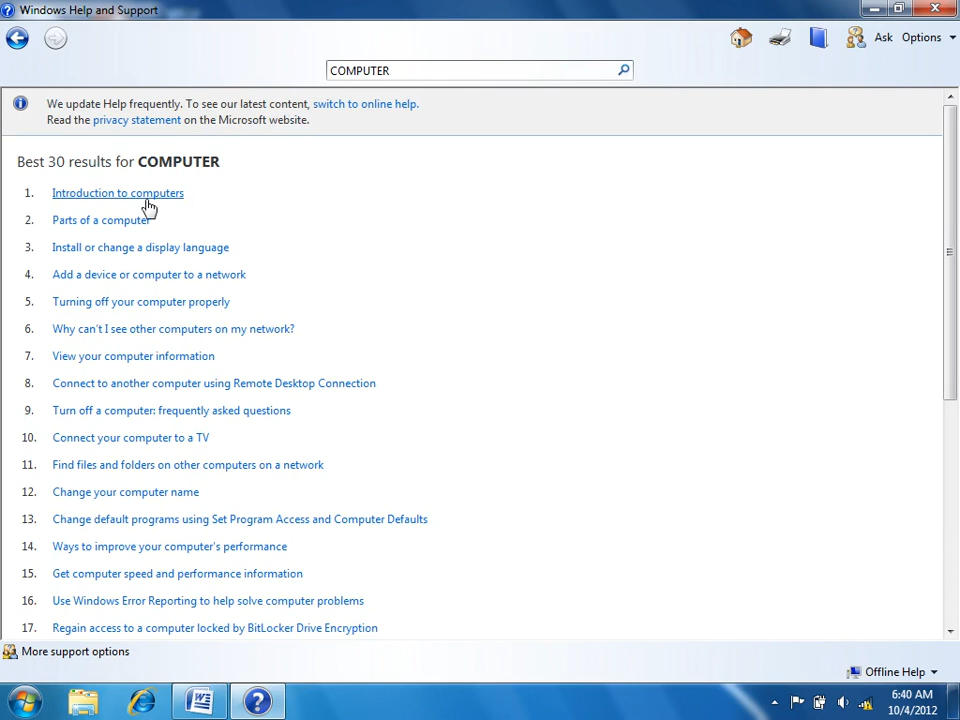 Windows Help and Support
Ask Options
COMPUTER
We update Help frequently. To see our latest content, switch to online help.
Read the privacy statement on the Microsoft website.
Best 30 results for COMPUTER
1. Introduction to computers
2. Parts of a computer
3. Install or change a display language
4. Add a device or computer to a network
5. Turning off your computer properly
6. Why can't I see other computers on my network?
7. View your computer information
8. Connect to another computer using Remote Desktop Connection
9. Turn off a computer: frequently asked questions
10. Connect your computer to a TV
11. Find files and folders on other computers on a network
12. Change your computer name
13. Change default programs using Set Program Access and Computer Defaults
14. Ways to improve your computer's performance
15. Get computer speed and performance information
16. Use Windows Error Reporting to help solve computer problems
17. Regain access to a computer locked by BitLocker Drive Encryption
More support options
Offline Help
6:40 AM
10/4/2012